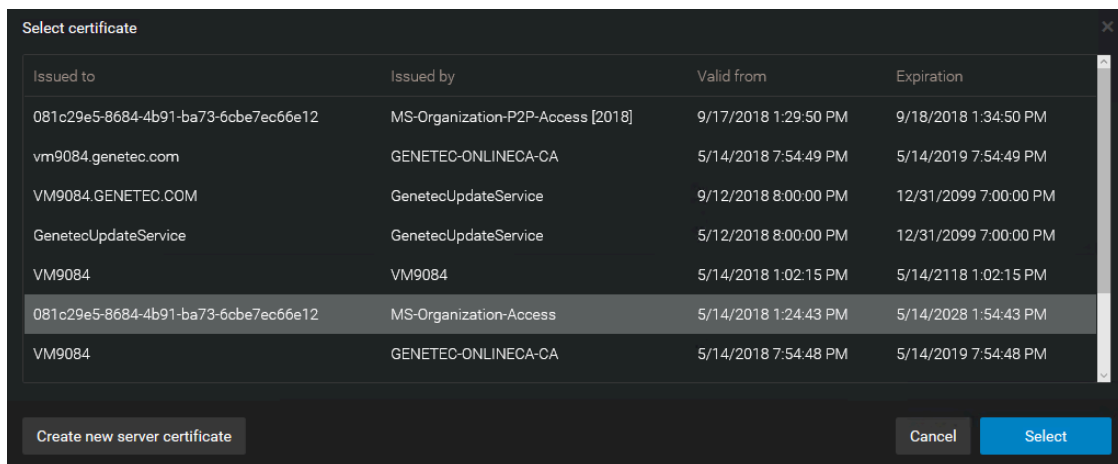 Select certificate
Issued to Issued by Valid from Expiration
081c29e5-8684-4b91-ba73-6cbe7ec66e12 MS-Organization-P2P-Access [2018] 9/17/2018 1:29:50 PM 9/18/2018 1:34:50 PM
vm9084.genetec.com GENETEC-ONLINECA-CA 5/14/2018 7:54:49 PM 5/14/2019 7:54:49 PM
VM9084.GENETEC.COM GenetecUpdateService 9/12/2018 8:00:00 PM 12/31/2099 7:00:00 PM
GenetecUpdateService GenetecUpdateService 5/12/2018 8:00:00 PM 12/31/2099 7:00:00 PM
VM9084 VM9084 5/14/2018 1:02:15 PM 5/14/2118 1:02:15 PM
081c29e5-8684-4b91-ba73-6cbe7ec66e12 MS-Organization-Access 5/14/2018 1:24:43 PM 5/14/2028 1:54:43 PM
VM9084 GENETEC-ONLINECA-CA 5/14/2018 7:54:48 PM 5/14/2019 7:54:48 PM
Create new server certificate Cancel Select